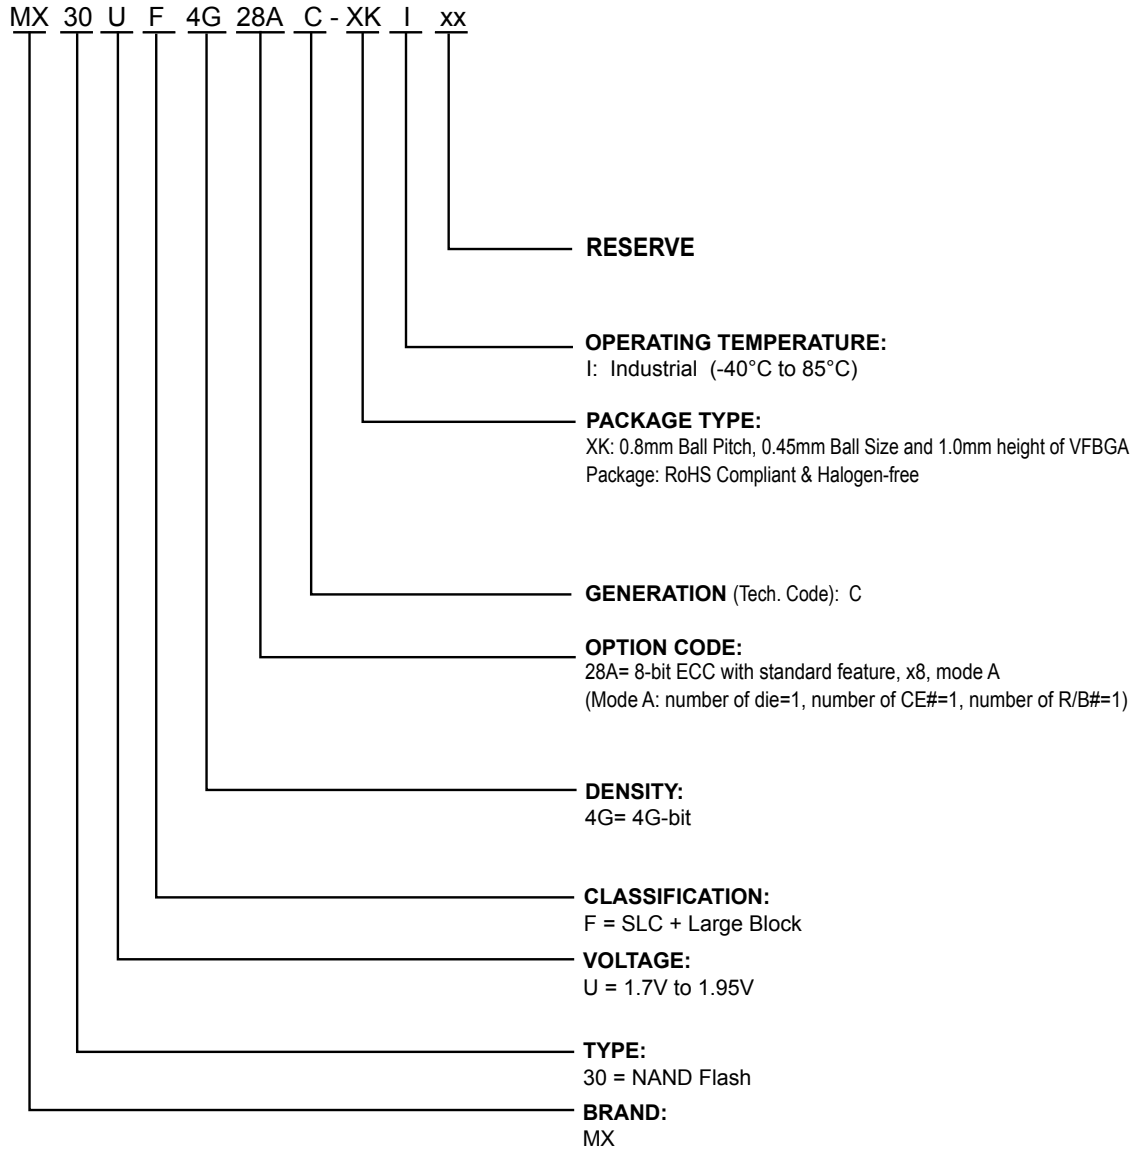 MX 30 U F 4G 28A C - XK I xx
RESERVE
OPERATING TEMPERATURE:
I: Industrial (-40°C to 85°C)
PACKAGE TYPE:
XK: 0.8mm Ball Pitch, 0.45mm Ball Size and 1.0mm height of VFBGA
Package: RoHS Compliant & Halogen-free
GENERATION (Tech. Code): C
OPTION CODE:
28A= 8-bit ECC with standard feature, x8, mode A
(Mode A: number of die=1, number of CE#=1, number of R/B#=1)
DENSITY:
4G= 4G-bit
CLASSIFICATION:
F = SLC + Large Block
VOLTAGE:
U = 1.7V to 1.95V
TYPE:
30 = NAND Flash
BRAND:
MX